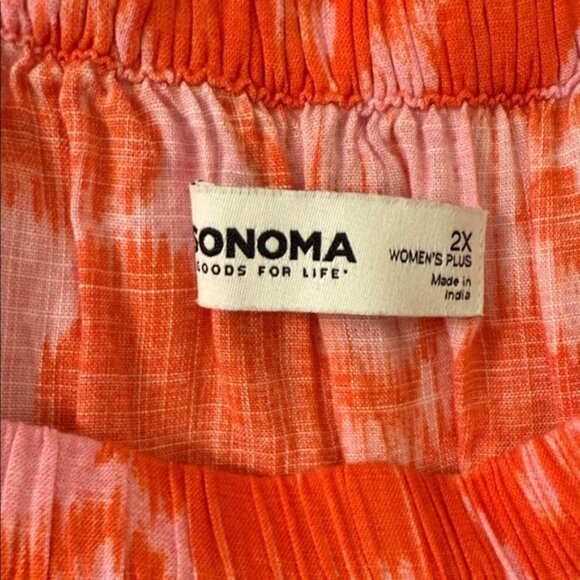 SONOMA
GOODS FOR LIFE
2X
WOMEN'S PLUS
Made in
India